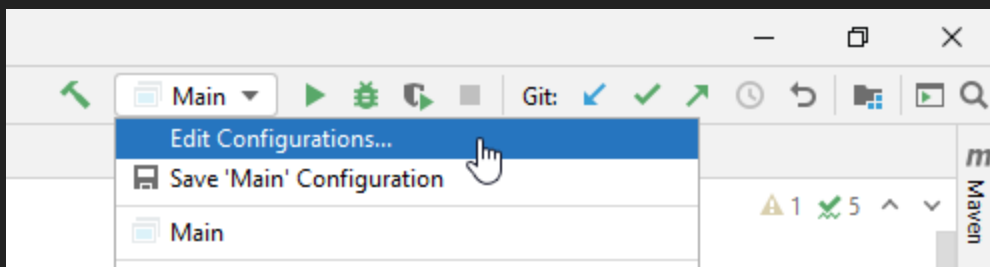 Main Git:
Edit Configurations...
Save 'Main' Configuration
1 5
Main
m
Maven